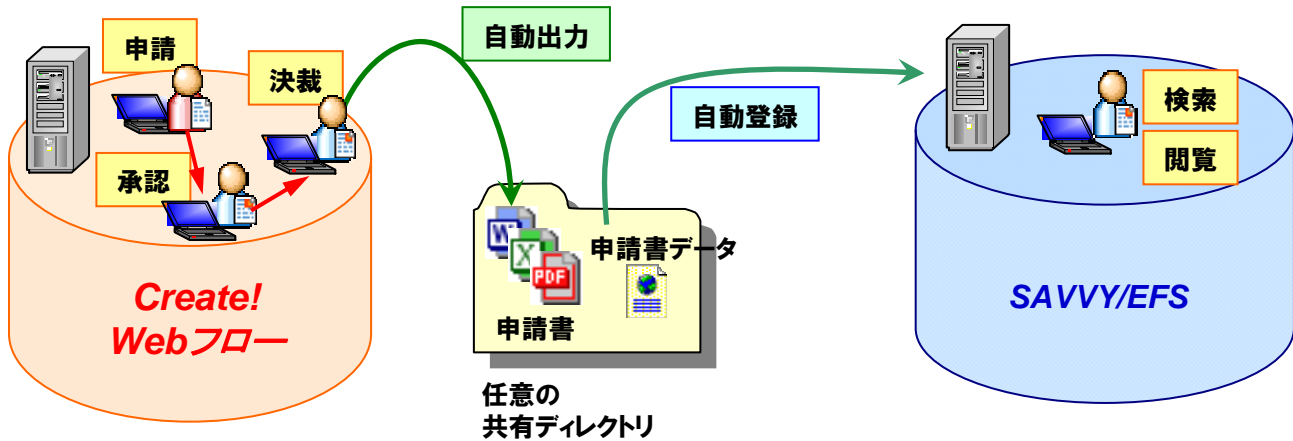 申請
承認
決裁
Create!
Webフロー
自動出力
W
X
PDF
申請書
申請書データ
任意の
共有ディレクトリ
自動登録
検索
閲覧
SAVVY/EFS